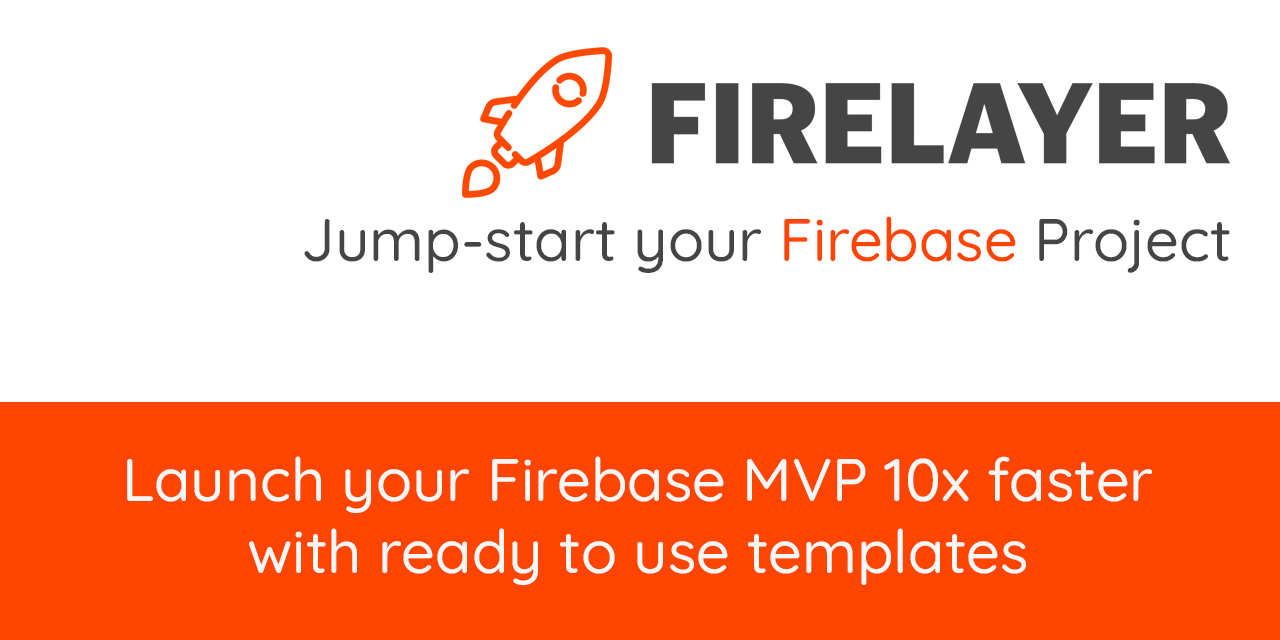 FIRELAYER
Jump-start your Firebase Project
Launch your Firebase MVP 10x faster
with ready to use templates